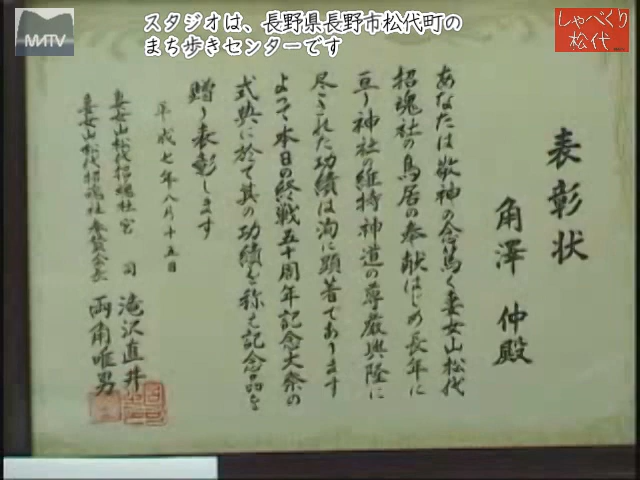 MATV
スタジオは、長野県長野市松代町の
まち歩きセンターです
しゃべくり
松代
表彰状
角澤 仲殿
あなたは敬神の念篤く妻女山松代
招魂社の鳥居の奉献はじめ長年に
亘り神社の維持神道の尊厳興隆に
尽された功績は洵に顕著であります
よって本日の終戦五十周年記念大祭の
式典に於て其の功績を称え記念品を
贈り表彰します
平成七年八月十五日
妻女山松代招魂社宮司 滝沢直井
妻女山松代招魂社奉賛会長 両角唯男